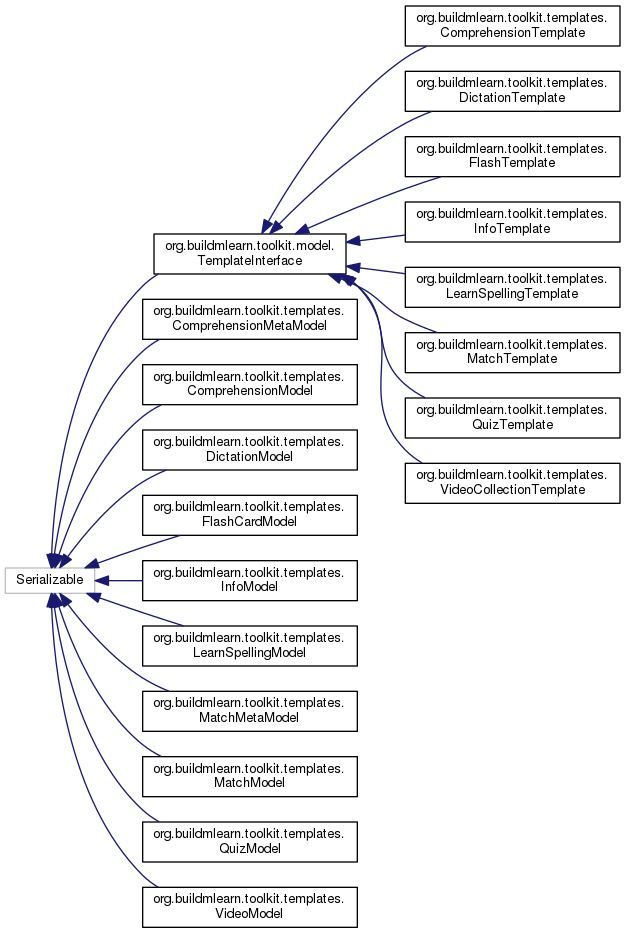 org.buildmlearn.toolkit.templates.
ComprehensionTemplate
org.buildmlearn.toolkit.templates.
DictationTemplate
org.buildmlearn.toolkit.templates.
FlashTemplate
org.buildmlearn.toolkit.templates.
InfoTemplate
org.buildmlearn.toolkit.model.
TemplateInterface
org.buildmlearn.toolkit.templates.
LearnSpellingTemplate
org.buildmlearn.toolkit.templates.
ComprehensionMetaModel
org.buildmlearn.toolkit.templates.
MatchTemplate
org.buildmlearn.toolkit.templates.
ComprehensionModel
org.buildmlearn.toolkit.templates.
QuizTemplate
org.buildmlearn.toolkit.templates.
DictationModel
org.buildmlearn.toolkit.templates.
VideoCollectionTemplate
org.buildmlearn.toolkit.templates.
FlashCardModel
Serializable
org.buildmlearn.toolkit.templates.
InfoModel
org.buildmlearn.toolkit.templates.
LearnSpellingModel
org.buildmlearn.toolkit.templates.
MatchMetaModel
org.buildmlearn.toolkit.templates.
MatchModel
org.buildmlearn.toolkit.templates.
QuizModel
org.buildmlearn.toolkit.templates.
VideoModel